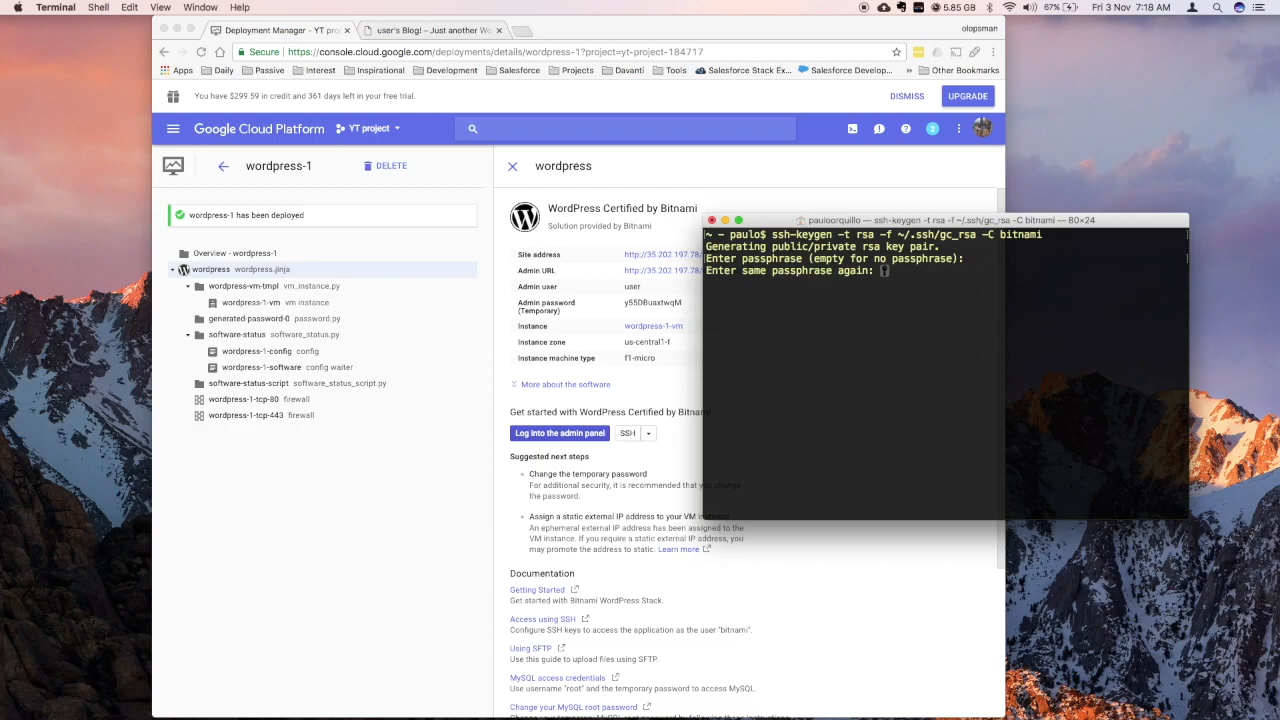 Terminal Shell Edit View Window Help
67% Fri 3 Nov 7:18 AM
Deployment Manager - YT proj
user's Blog! – Just another Wo
olopsman
Secure https://console.cloud.google.com/deployments/details/wordpress-1?project=yt-project-184717
Apps Daily Passive Interest Inspirational Development Salesforce Projects Davanti Tools Salesforce Stack Ex... Salesforce Develop... » Other Bookmarks
You have $299.59 in credit and 361 days left in your free trial.
DISMISS
UPGRADE
Google Cloud Platform
YT project
2
wordpress-1
DELETE
wordpress-1 has been deployed
Overview - wordpress-1
wordpress wordpress.jinja
wordpress-vm-tmpl vm_instance.py
wordpress-1-vm vm instance
generated-password-0 password.py
software-status software_status.py
wordpress-1-config config
wordpress-1-software config waiter
software-status-script software_status_script.py
wordpress-1-tcp-80 firewall
wordpress-1-tcp-443 firewall
wordpress
WordPress Certified by Bitnami
Solution provided by Bitnami
Site address http://35.202.197.78/
Admin URL http://35.202.197.78/
Admin user user
Admin password (Temporary) y55DBuaxtwqM
Instance wordpress-1-vm
Instance zone us-central1-f
Instance machine type f1-micro
More about the software
Get started with WordPress Certified by Bitnami
Log into the admin panel
SSH
Suggested next steps
Change the temporary password
For additional security, it is recommended that you change
the password.
Assign a static external IP address to your VM instance
An ephemeral external IP address has been assigned to the
VM instance. If you require a static external IP address, you
may promote the address to static. Learn more
Documentation
Getting Started
Get started with Bitnami WordPress Stack.
Access using SSH
Configure SSH keys to access the application as the user "bitnami".
Using SFTP
Use this guide to upload files using SFTP.
MySQL access credentials
Use username "root" and the temporary password to access MySQL.
Change your MySQL root password
pauloorquillo — ssh-keygen -t rsa -f ~/.ssh/gc_rsa -C bitnami — 80×24
~ - paulo$ ssh-keygen -t rsa -f ~/.ssh/gc_rsa -C bitnami
Generating public/private rsa key pair.
Enter passphrase (empty for no passphrase):
Enter same passphrase again: